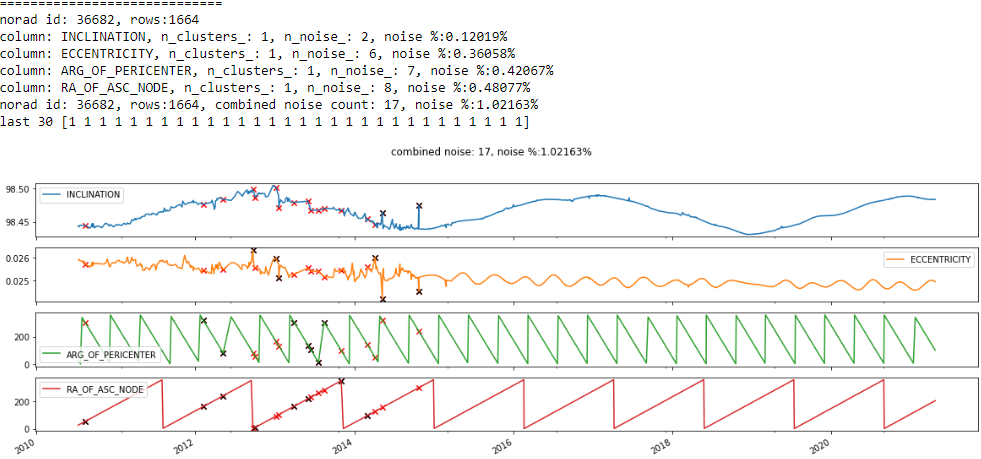 ==============================
norad id: 36682, rows:1664
column: INCLINATION, n_clusters_: 1, n_noise_: 2, noise %:0.12019%
column: ECCENTRICITY, n_clusters_: 1, n_noise_: 6, noise %:0.36058%
column: ARG_OF_PERICENTER, n_clusters_: 1, n_noise_: 7, noise %:0.42067%
column: RA_OF_ASC_NODE, n_clusters_: 1, n_noise_: 8, noise %:0.48077%
norad id: 36682, rows:1664, combined noise count: 17, noise %:1.02163%
last 30 [1 1 1 1 1 1 1 1 1 1 1 1 1 1 1 1 1 1 1 1 1 1 1 1 1 1 1 1 1 1]
combined noise: 17, noise %:1.02163%
98.50
INCLINATION
98.45
0.026
ECCENTRICITY
0.025
200
ARG_OF_PERICENTER
0
RA_OF_ASC_NODE
200
0
2010
2012
2014
2016
2018
2020